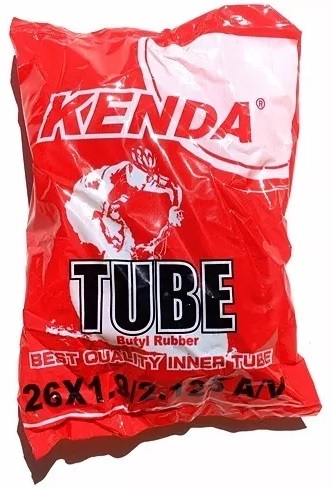 KENDA®
TUBE
Butyl Rubber
BEST QUALITY INNER TUBE
26X1.9/2.125 A/V